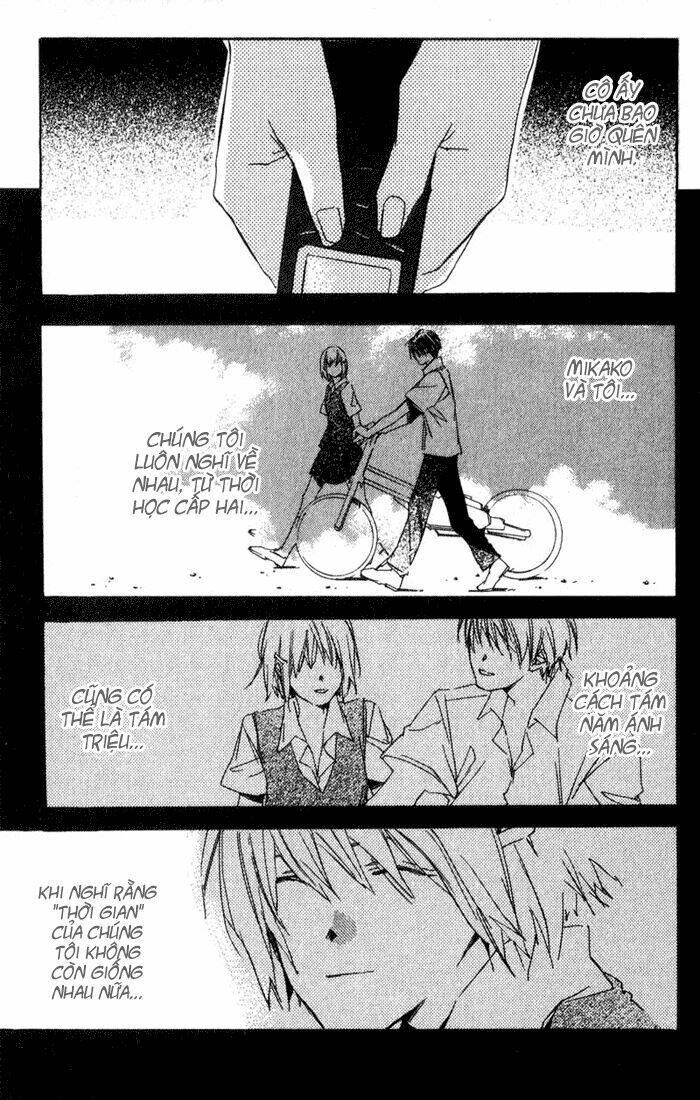 CÔ ẤY
CHƯA BAO
GIỜ QUÊN
MÌNH.
MIKAKO
VÀ TÔI...
CHÚNG TÔI
LUÔN NGHĨ VỀ
NHAU, TỪ THỜI
HỌC CẤP HAI...
KHOẢNG
CÁCH TÁM
NĂM ÁNH
SÁNG...
CŨNG CÓ
THỂ LÀ TÁM
TRIỆU...
KHI NGHĨ RẰNG
"THỜI GIAN"
CỦA CHÚNG
TÔI KHÔNG
CÒN GIỐNG
NHAU NỮA...